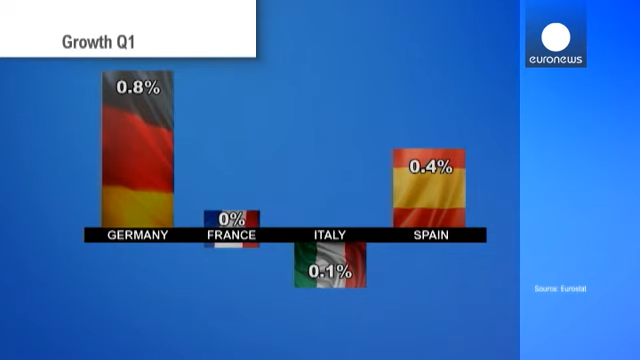 Growth Q1
euronews
0.8%
0%
0.4%
GERMANY
FRANCE
ITALY
SPAIN
0.1%
Source: Eurostat